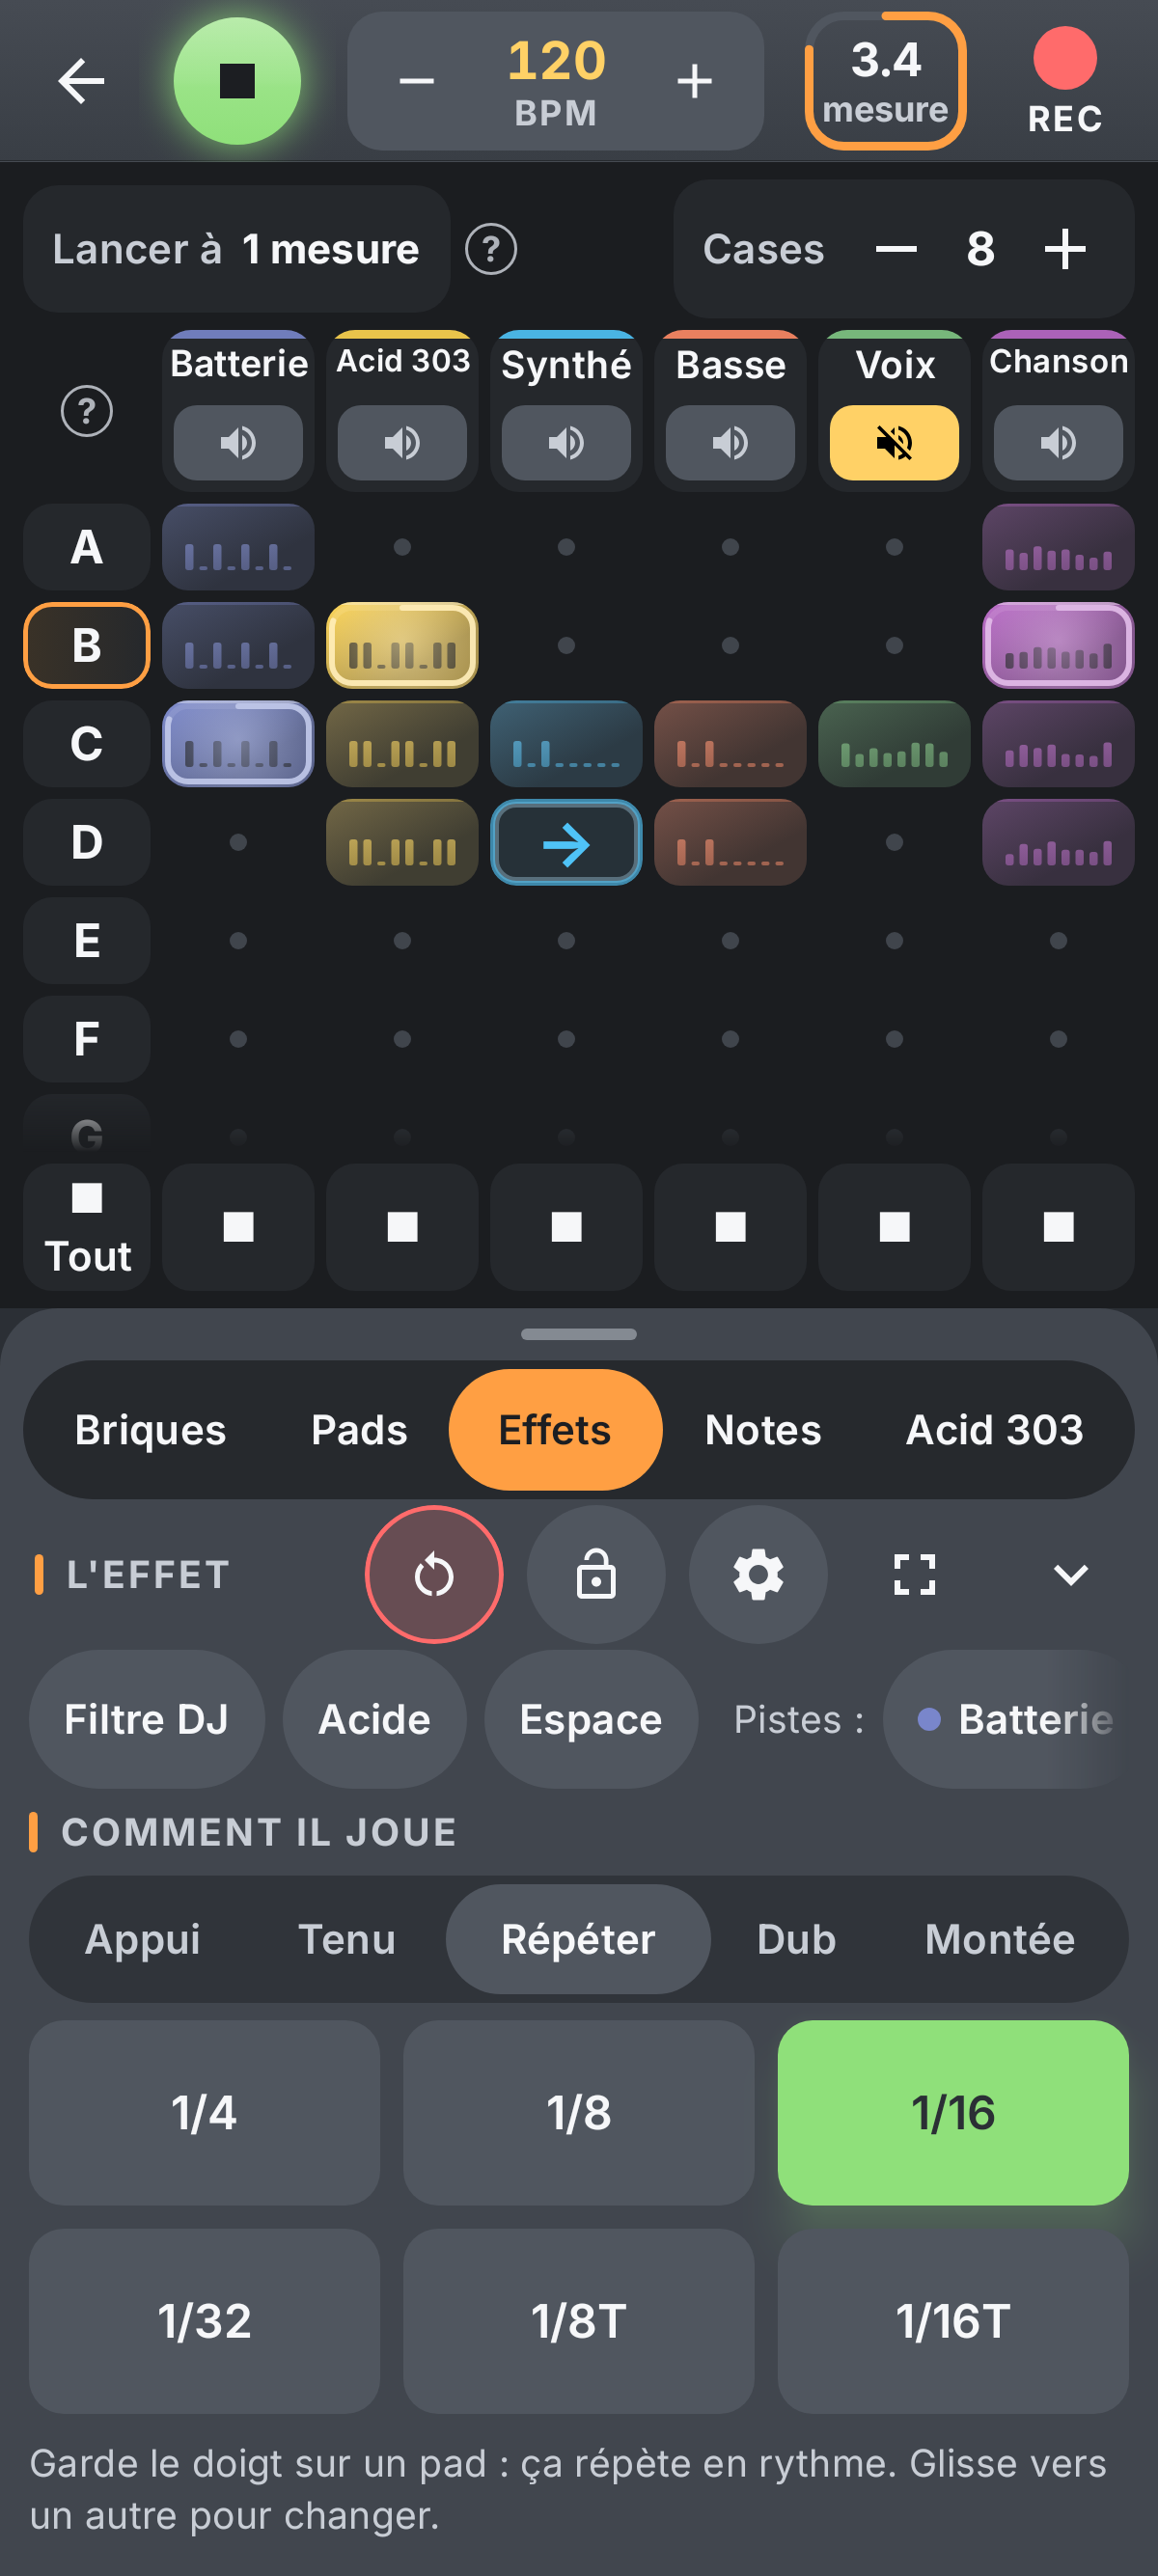 120
BPM
3.4
mesure
REC
Lancer à 1 mesure
?
Cases
8
?
Batterie
Acid 303
Synthé
Basse
Voix
Chanson
A
B
C
D
E
F
G
Tout
Briques
Pads
Effets
Notes
Acid 303
L'EFFET
Filtre DJ
Acide
Espace
Pistes :
Batterie
COMMENT IL JOUE
Appui
Tenu
Répéter
Dub
Montée
1/4
1/8
1/16
1/32
1/8T
1/16T
Garde le doigt sur un pad : ça répète en rythme. Glisse vers
un autre pour changer.